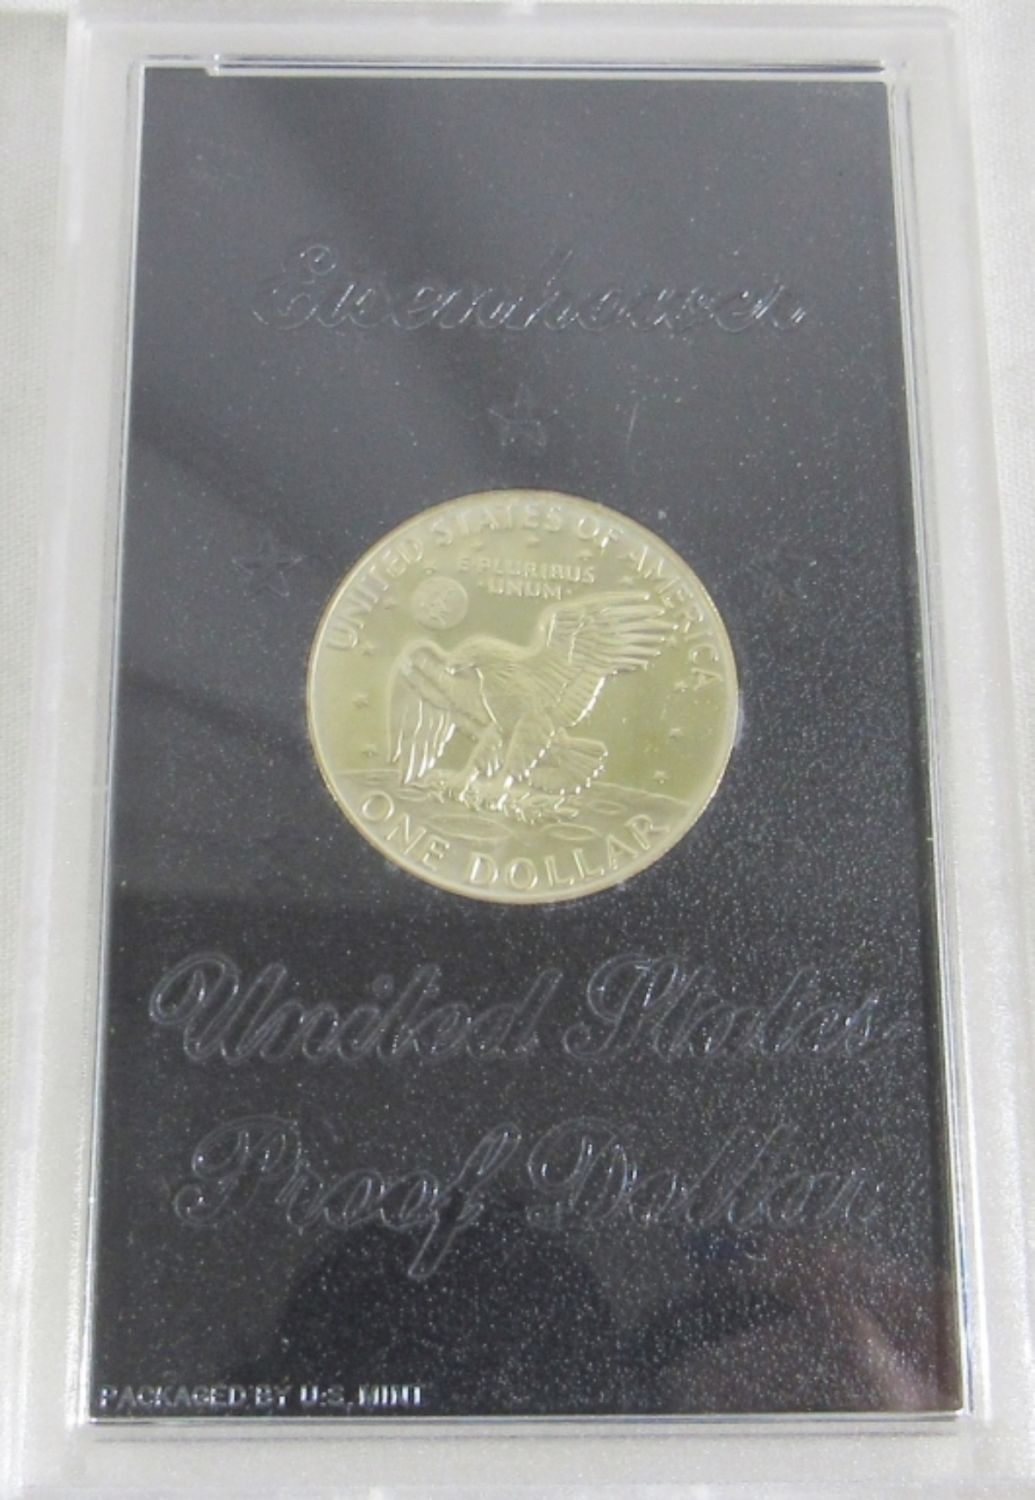 Eisenhower
UNITED STATES OF AMERICA
E PLURIBUS
·UNUM·
ONE DOLLAR
United States
Proof Dollar
PACKAGED BY U.S. MINT